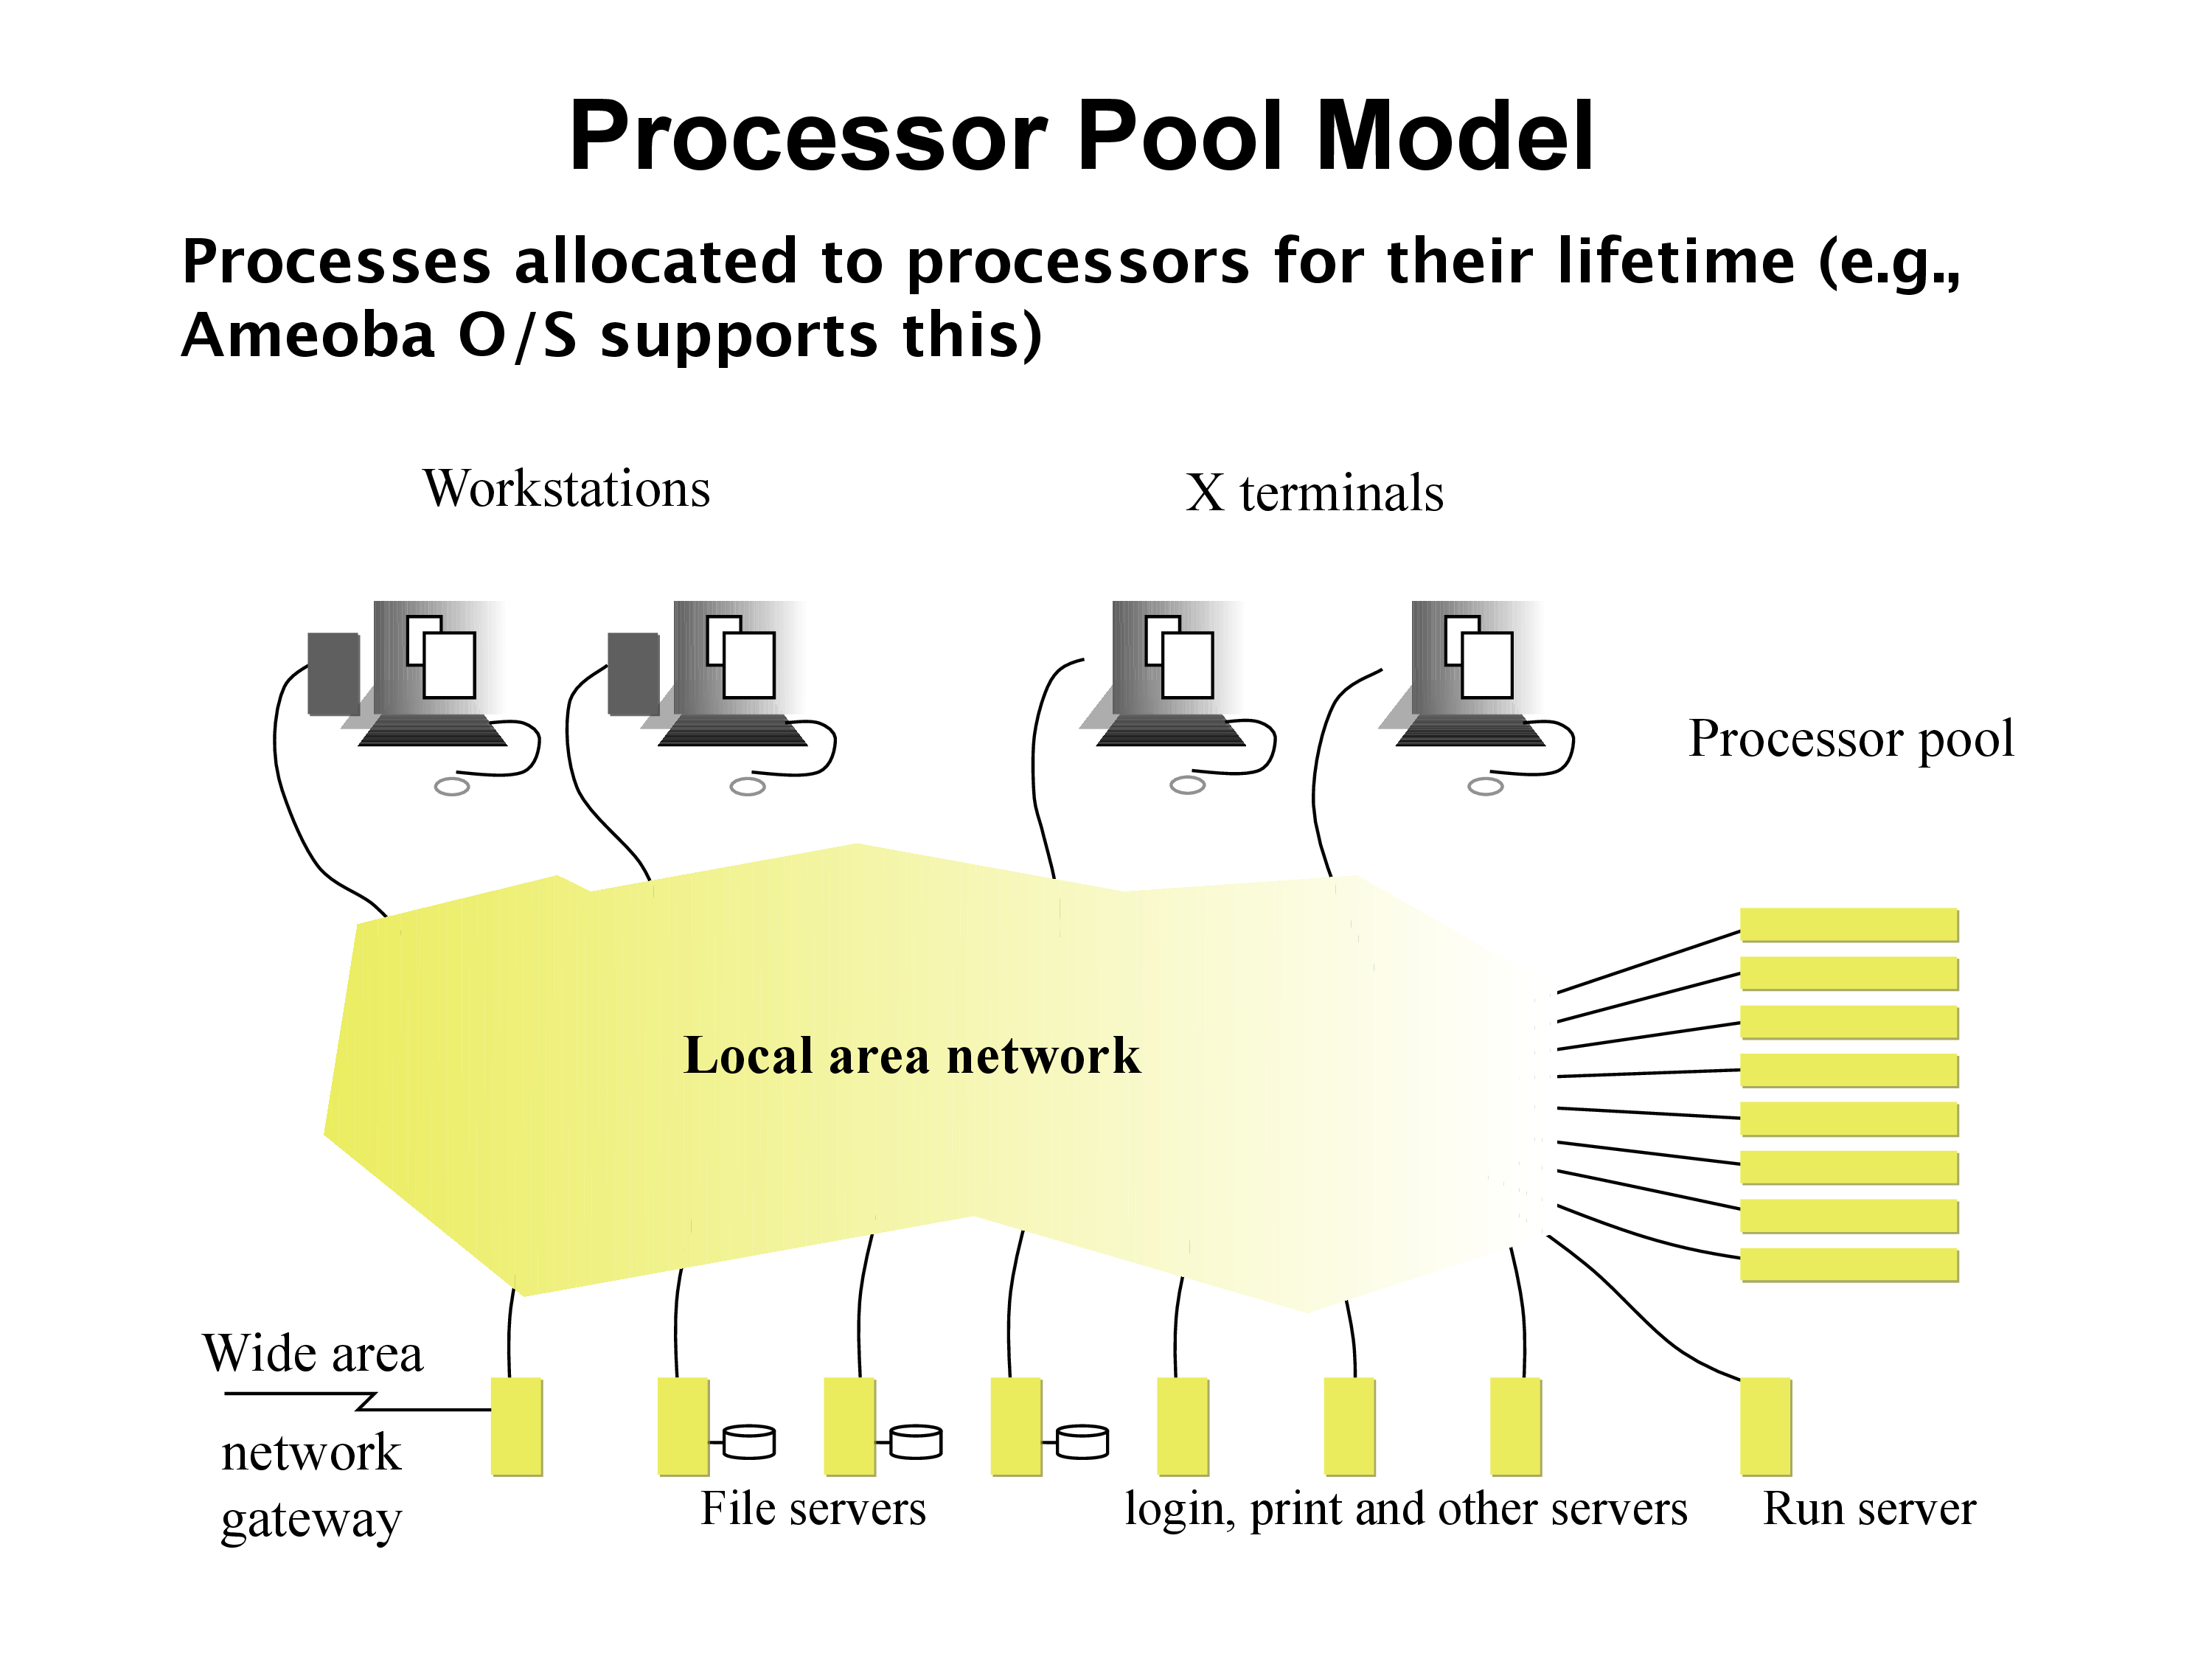 Processor Pool Model
Processes allocated to processors for their lifetime (e.g.,
Ameoba O/S supports this)
Workstations
X terminals
Processor pool
Local area network
Wide area
network
gateway
File servers
login, print and other servers
Run server